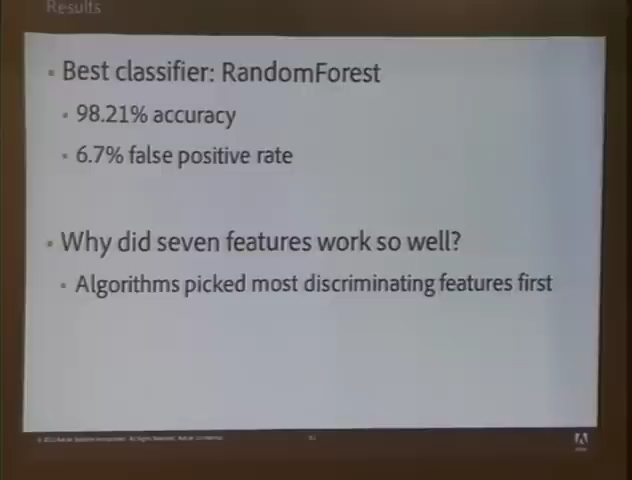 Results
Best classifier: RandomForest
98.21% accuracy
6.7% false positive rate
Why did seven features work so well?
Algorithms picked most discriminating features first